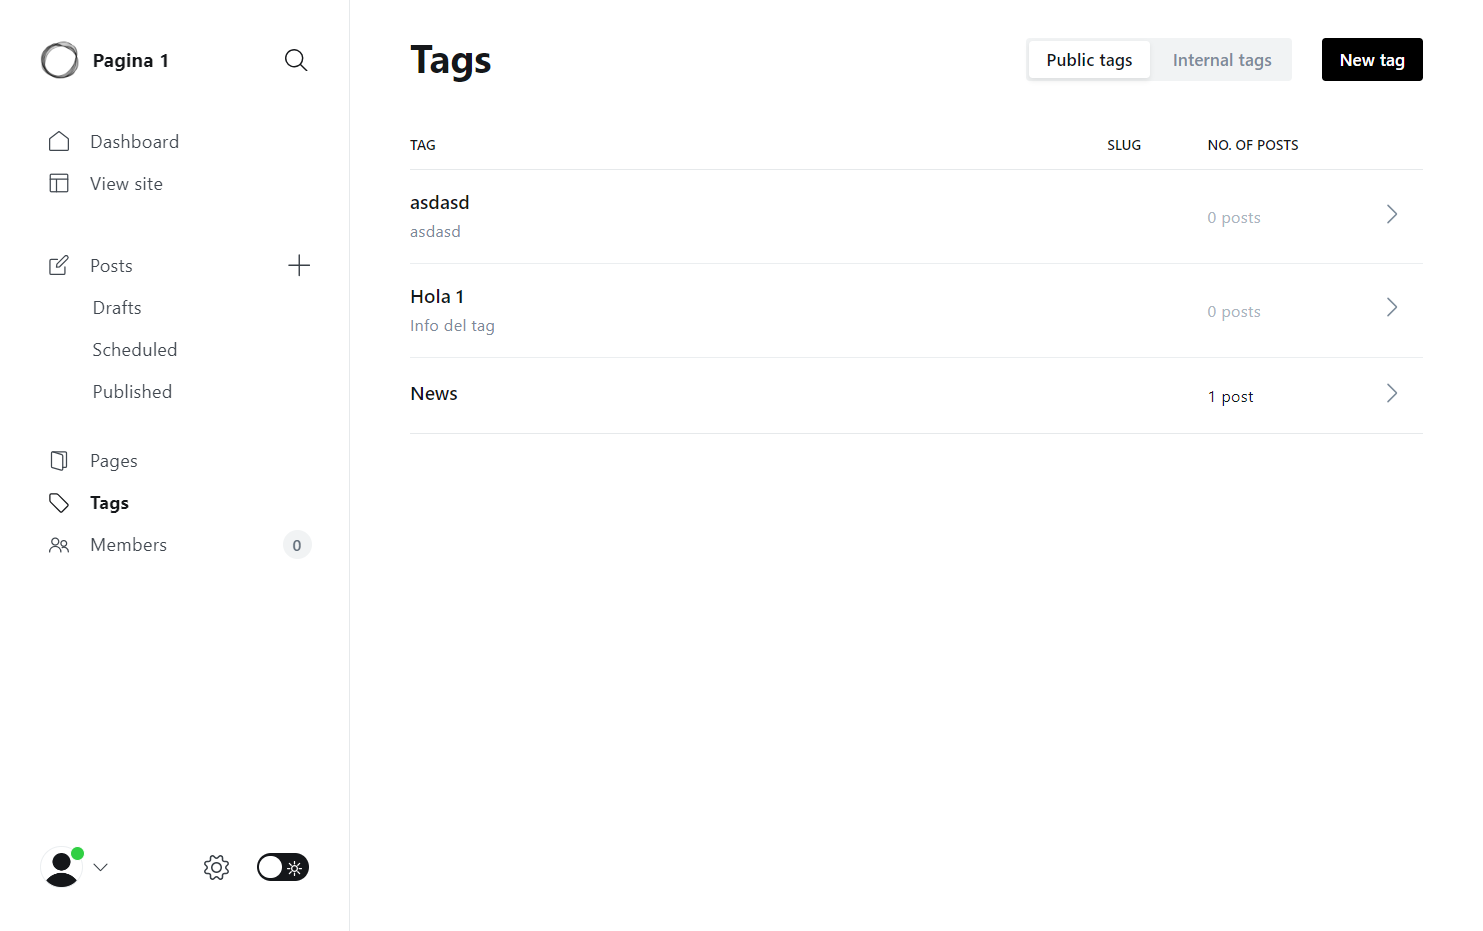 Pagina 1
Dashboard
View site
Posts
Drafts
Scheduled
Published
Pages
Tags
Members 0
Tags
Public tags Internal tags New tag
TAG SLUG NO. OF POSTS
asdasd
asdasd
0 posts
Hola 1
Info del tag
0 posts
News
1 post